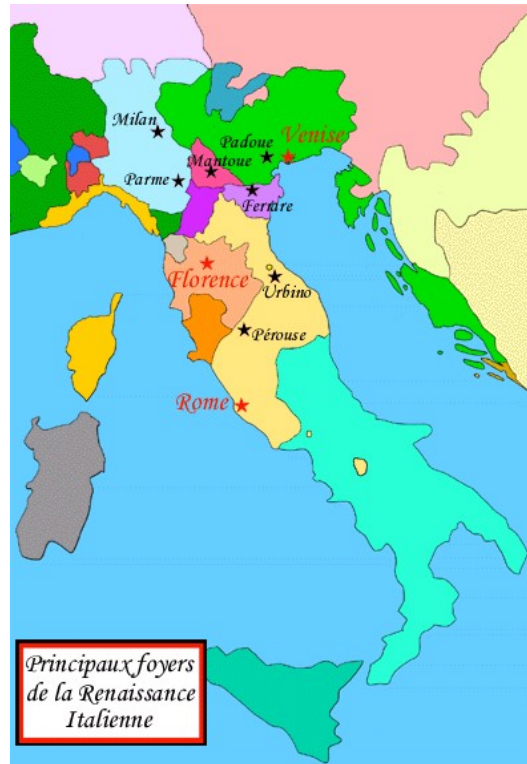 Milan
Padoue
Venise
Mantoue
Parme
Ferrare
Florence
Urbino
Pérouse
Rome
Principaux foyers
de la Renaissance
Italienne